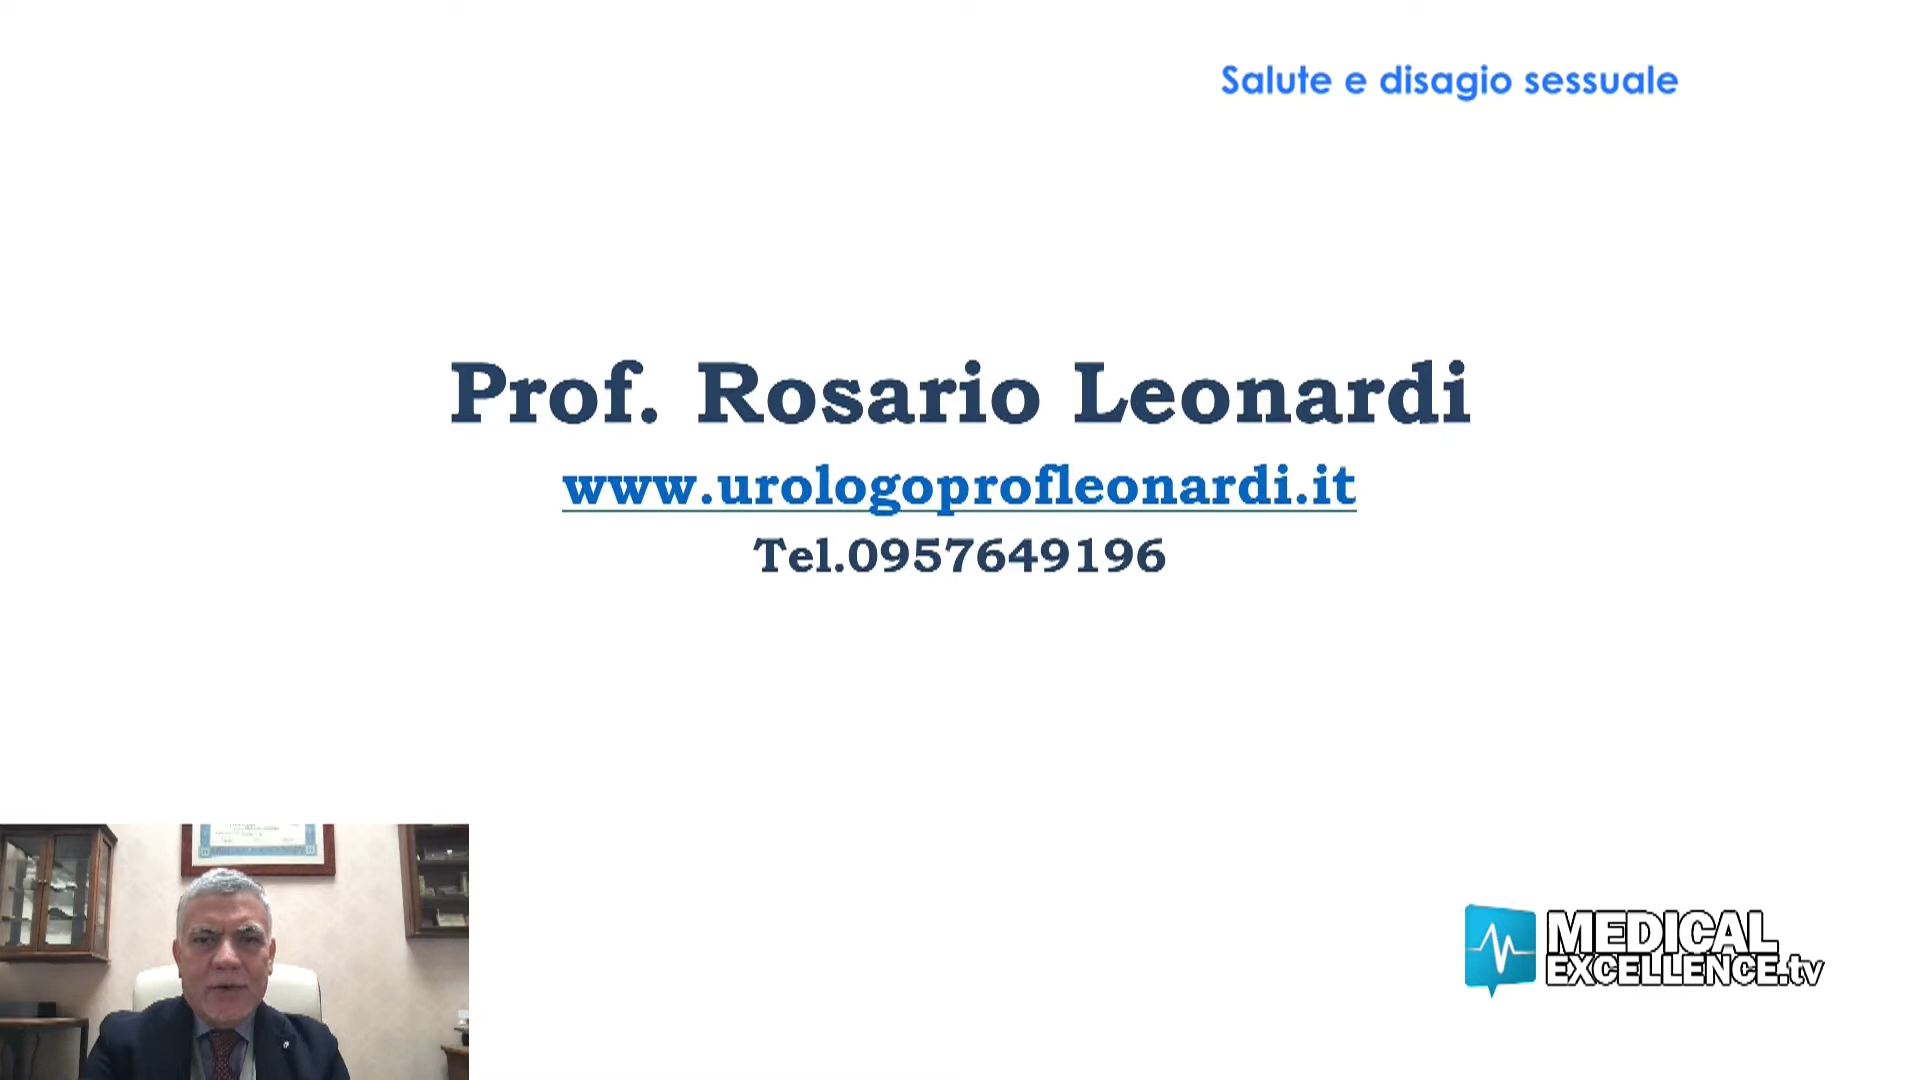 Salute e disagio sessuale
Prof. Rosario Leonardi
www.urologoprofleonardi.it
Tel.0957649196
MEDICAL
EXCELLENCE.tv